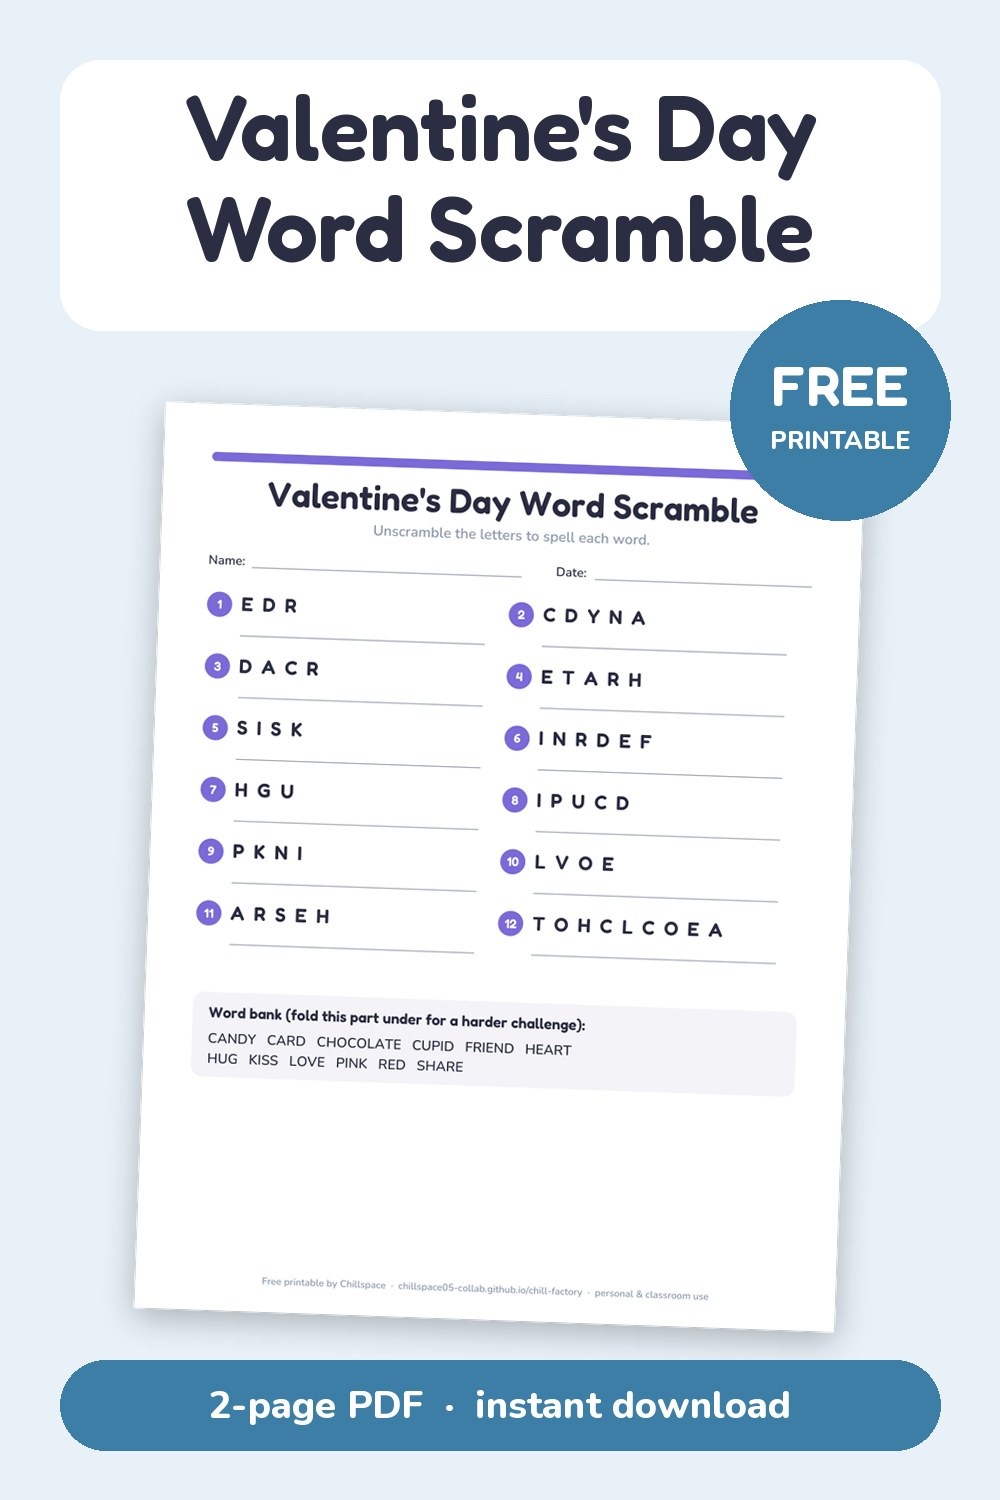 Valentine's Day
Word Scramble
FREE
PRINTABLE
Valentine's Day Word Scramble
Unscramble the letters to spell each word.
Name: Date:
1 E D R
2 C D Y N A
3 D A C R
4 E T A R H
5 S I S K
6 I N R D E F
7 H G U
8 I P U C D
9 P K N I
10 L V O E
11 A R S E H
12 T O H C L C O E A
Word bank (fold this part under for a harder challenge):
CANDY CARD CHOCOLATE CUPID FRIEND HEART
HUG KISS LOVE PINK RED SHARE
Free printable by Chillspace · chillspace05-collab.github.io/chill-factory · personal & classroom use
2-page PDF · instant download